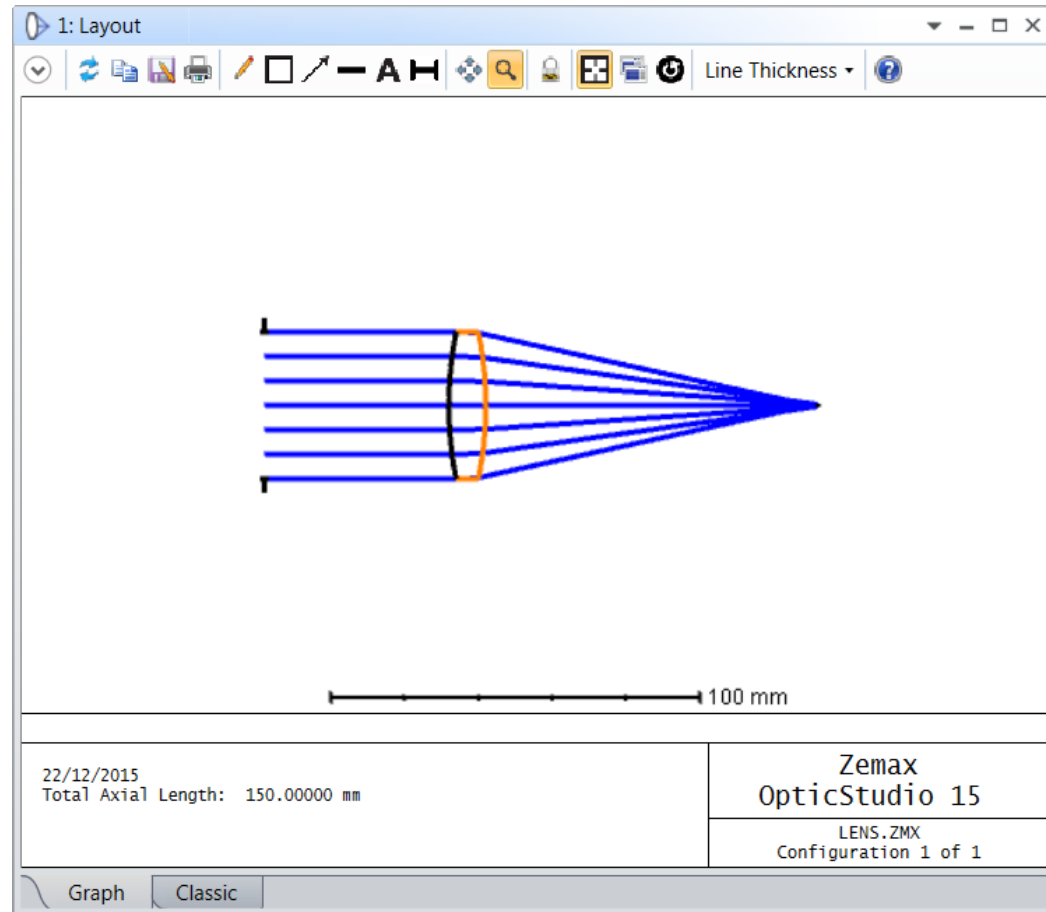 1: Layout
A
Line Thickness
?
100 mm
22/12/2015
Total Axial Length: 150.00000 mm
Zemax
OpticStudio 15
LENS.ZMX
Configuration 1 of 1
Graph
Classic